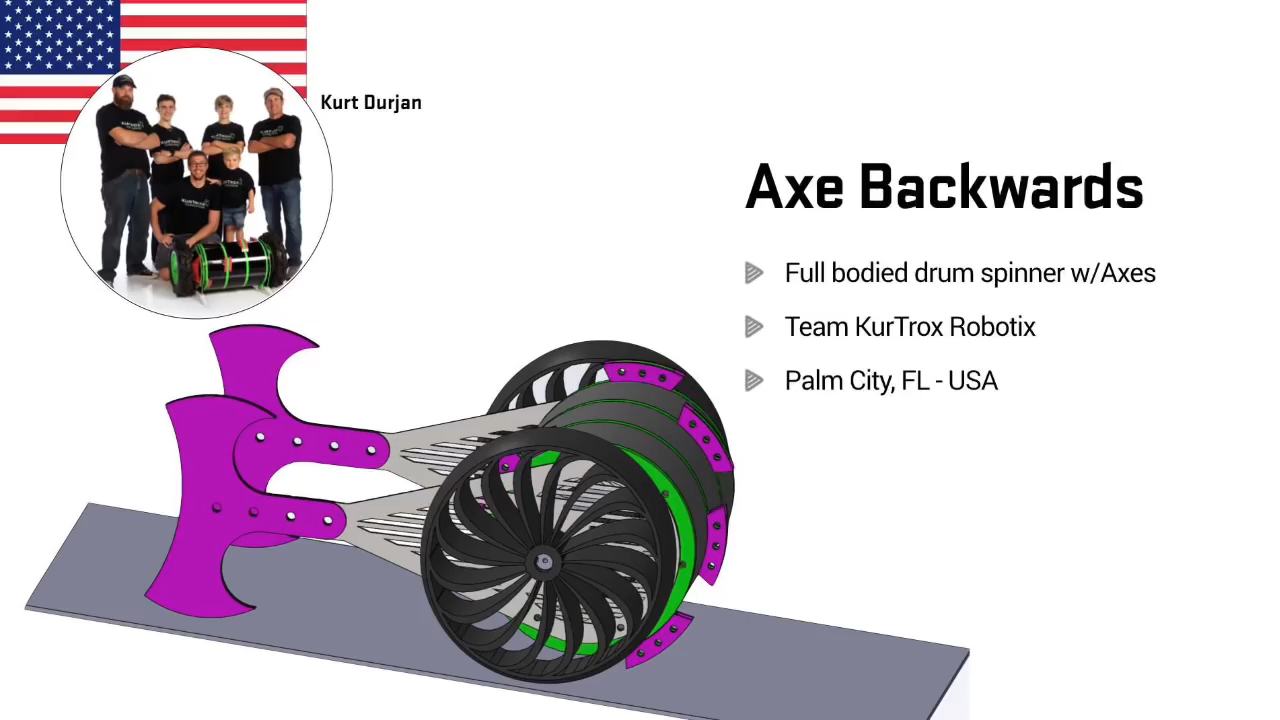 Kurt Durjan
Axe Backwards
Full bodied drum spinner w/Axes
Team KurTrox Robotix
Palm City, FL - USA